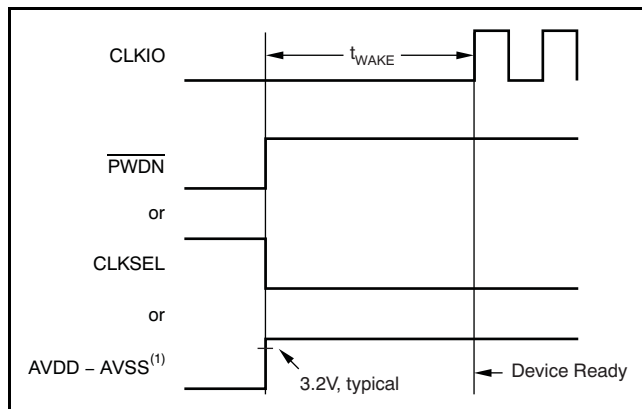 CLKIO
tWAKE
PWDN
or
CLKSEL
or
AVDD – AVSS(1)
3.2V, typical
Device Ready